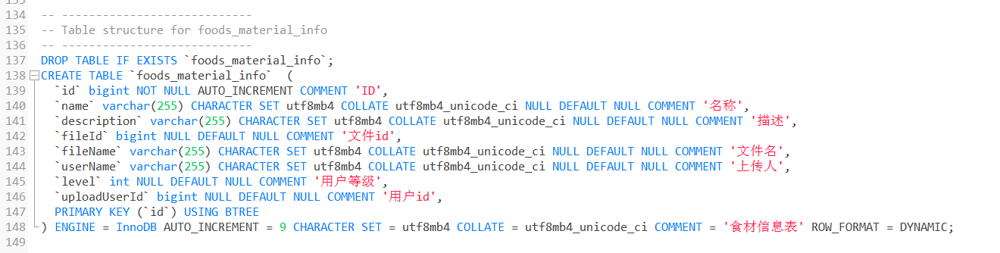 134 -- ----------------------------
135 -- Table structure for foods_material_info
136 -- ----------------------------
137 DROP TABLE IF EXISTS `foods_material_info`;
138 CREATE TABLE `foods_material_info`  (
139   `id` bigint NOT NULL AUTO_INCREMENT COMMENT 'ID',
140   `name` varchar(255) CHARACTER SET utf8mb4 COLLATE utf8mb4_unicode_ci NULL DEFAULT NULL COMMENT '名称',
141   `description` varchar(255) CHARACTER SET utf8mb4 COLLATE utf8mb4_unicode_ci NULL DEFAULT NULL COMMENT '描述',
142   `fileId` bigint NULL DEFAULT NULL COMMENT '文件id',
143   `fileName` varchar(255) CHARACTER SET utf8mb4 COLLATE utf8mb4_unicode_ci NULL DEFAULT NULL COMMENT '文件名',
144   `userName` varchar(255) CHARACTER SET utf8mb4 COLLATE utf8mb4_unicode_ci NULL DEFAULT NULL COMMENT '上传人',
145   `level` int NULL DEFAULT NULL COMMENT '用户等级',
146   `uploadUserId` bigint NULL DEFAULT NULL COMMENT '用户id',
147   PRIMARY KEY (`id`) USING BTREE
148 ) ENGINE = InnoDB AUTO_INCREMENT = 9 CHARACTER SET = utf8mb4 COLLATE = utf8mb4_unicode_ci COMMENT = '食材信息表' ROW_FORMAT = DYNAMIC;
149